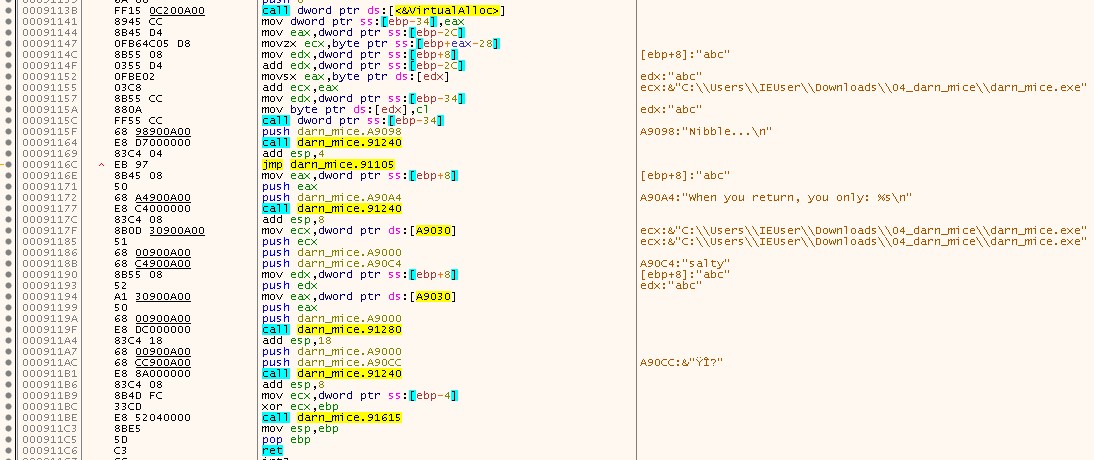 0009113B FF15 0C200A00 call dword ptr ds:[<&VirtualAlloc>]
00091141 8945 CC mov dword ptr ss:[ebp-34],eax
00091144 8B45 D4 mov eax,dword ptr ss:[ebp-2C]
00091147 0FB64C05 D8 movzx ecx,byte ptr ss:[ebp+eax-28]
0009114C 8B55 08 mov edx,dword ptr ss:[ebp+8] [ebp+8]:"abc"
0009114F 0355 D4 add edx,dword ptr ss:[ebp-2C]
00091152 0FBE02 movsx eax,byte ptr ds:[edx] edx:"abc"
00091155 03C8 add ecx,eax ecx:&"C:\\Users\\IEUser\\Downloads\\04_darn_mice\\darn_mice.exe"
00091157 8B55 CC mov edx,dword ptr ss:[ebp-34]
0009115A 880A mov byte ptr ds:[edx],cl edx:"abc"
0009115C FF55 CC call dword ptr ss:[ebp-34]
0009115F 68 98900A00 push darn_mice.A9098 A9098:"Nibble...\n"
00091164 E8 D7000000 call darn_mice.91240
00091169 83C4 04 add esp,4
0009116C ^ EB 97 jmp darn_mice.91105
0009116E 8B45 08 mov eax,dword ptr ss:[ebp+8] [ebp+8]:"abc"
00091171 50 push eax
00091172 68 A4900A00 push darn_mice.A90A4 A90A4:"When you return, you only: %s\n"
00091177 E8 C4000000 call darn_mice.91240
0009117C 83C4 08 add esp,8
0009117F 8B0D 30900A00 mov ecx,dword ptr ds:[A9030] ecx:&"C:\\Users\\IEUser\\Downloads\\04_darn_mice\\darn_mice.exe"
00091185 51 push ecx ecx:&"C:\\Users\\IEUser\\Downloads\\04_darn_mice\\darn_mice.exe"
00091186 68 00900A00 push darn_mice.A9000
0009118B 68 C4900A00 push darn_mice.A90C4 A90C4:"salty"
00091190 8B55 08 mov edx,dword ptr ss:[ebp+8] [ebp+8]:"abc"
00091193 52 push edx edx:"abc"
00091194 A1 30900A00 mov eax,dword ptr ds:[A9030]
00091199 50 push eax
0009119A 68 00900A00 push darn_mice.A9000
0009119F E8 DC000000 call darn_mice.91280
000911A4 83C4 18 add esp,18
000911A7 68 00900A00 push darn_mice.A9000
000911AC 68 CC900A00 push darn_mice.A90CC A90CC:&"ŸÎ?"
000911B1 E8 8A000000 call darn_mice.91240
000911B6 83C4 08 add esp,8
000911B9 8B4D FC mov ecx,dword ptr ss:[ebp-4]
000911BC 33CD xor ecx,ebp
000911BE E8 52040000 call darn_mice.91615
000911C3 8BE5 mov esp,ebp
000911C5 5D pop ebp
000911C6 C3 ret